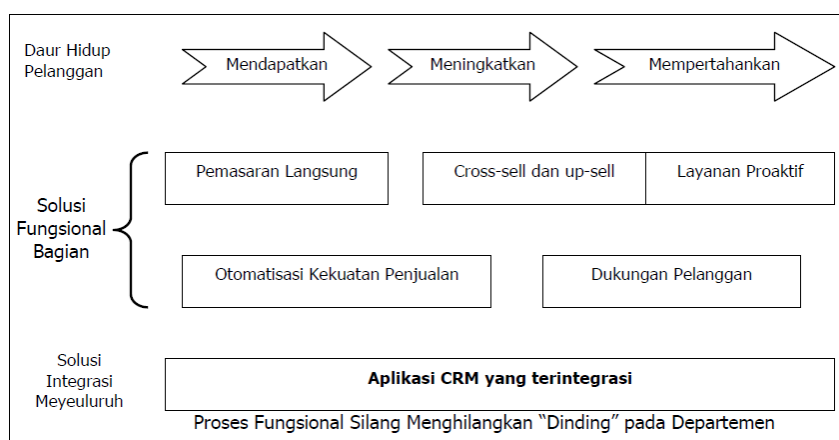 Daur Hidup
Pelanggan
Mendapatkan
Meningkatkan
Mempertahankan
Solusi
Fungsional
Bagian
Pemasaran Langsung
Cross-sell dan up-sell
Layanan Proaktif
Otomatisasi Kekuatan Penjualan
Dukungan Pelanggan
Solusi
Integrasi
Meyeuluruh
Aplikasi CRM yang terintegrasi
Proses Fungsional Silang Menghilangkan “Dinding” pada Departemen